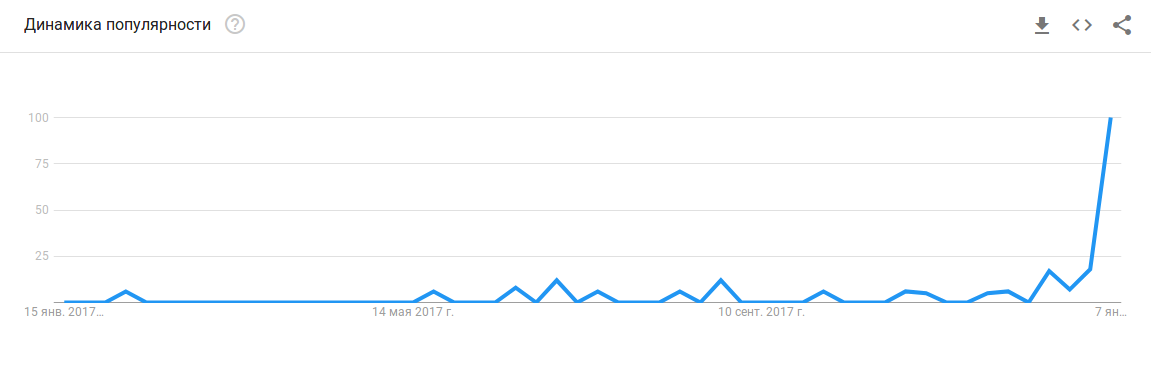 Динамика популярности
100
75
50
25
15 янв. 2017…
14 мая 2017 г.
10 сент. 2017 г.
7 ян…